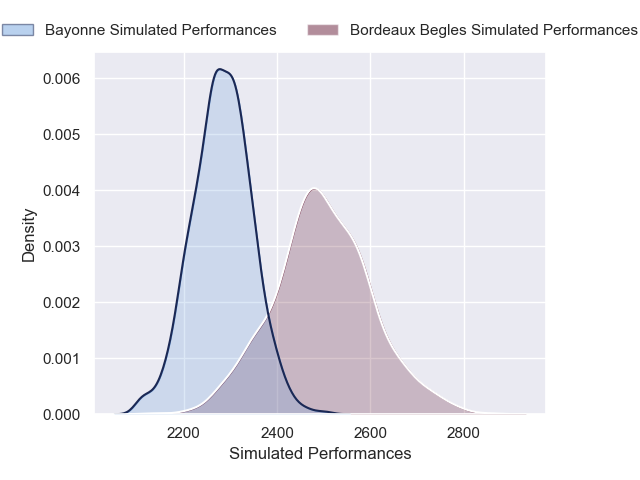 Bayonne Simulated Performances
Bordeaux Begles Simulated Performances
0.006
0.005
0.004
0.003
0.002
0.001
0.000
Density
2200
2400
2600
2800
Simulated Performances